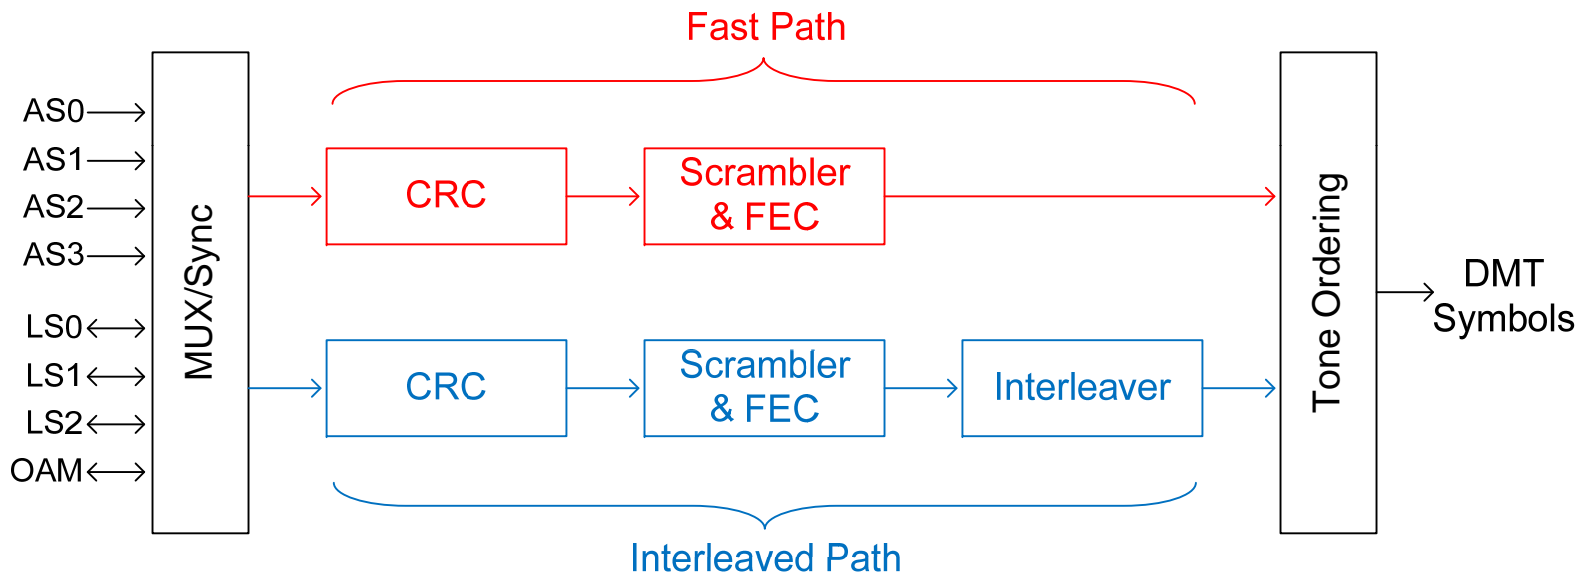 Fast Path
AS0
AS1
AS2
AS3
LS0
LS1
LS2
OAM
MUX/Sync
CRC
Scrambler
& FEC
CRC
Scrambler
& FEC
Interleaver
Tone Ordering
DMT
Symbols
Interleaved Path